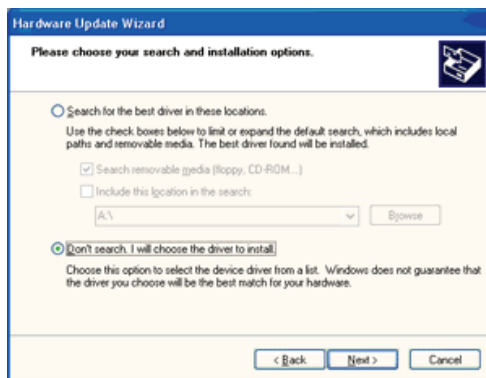 Hardware Update Wizard
Please choose your search and installation options.
Search for the best driver in these locations.
Use the check boxes below to limit or expand the default search, which includes local
paths and removable media. The best driver found will be installed.
Search removable media (floppy, CD-ROM...)
Include this location in the search:
A:\
Browse
Don't search. I will choose the driver to install.
Choose this option to select the device driver from a list. Windows does not guarantee that
the driver you choose will be the best match for your hardware.
< Back Next > Cancel